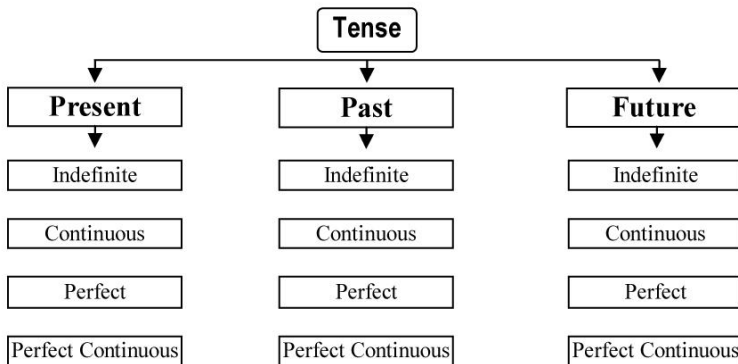 Tense
Present
Past
Future
Indefinite
Indefinite
Indefinite
Continuous
Continuous
Continuous
Perfect
Perfect
Perfect
Perfect Continuous
Perfect Continuous
Perfect Continuous